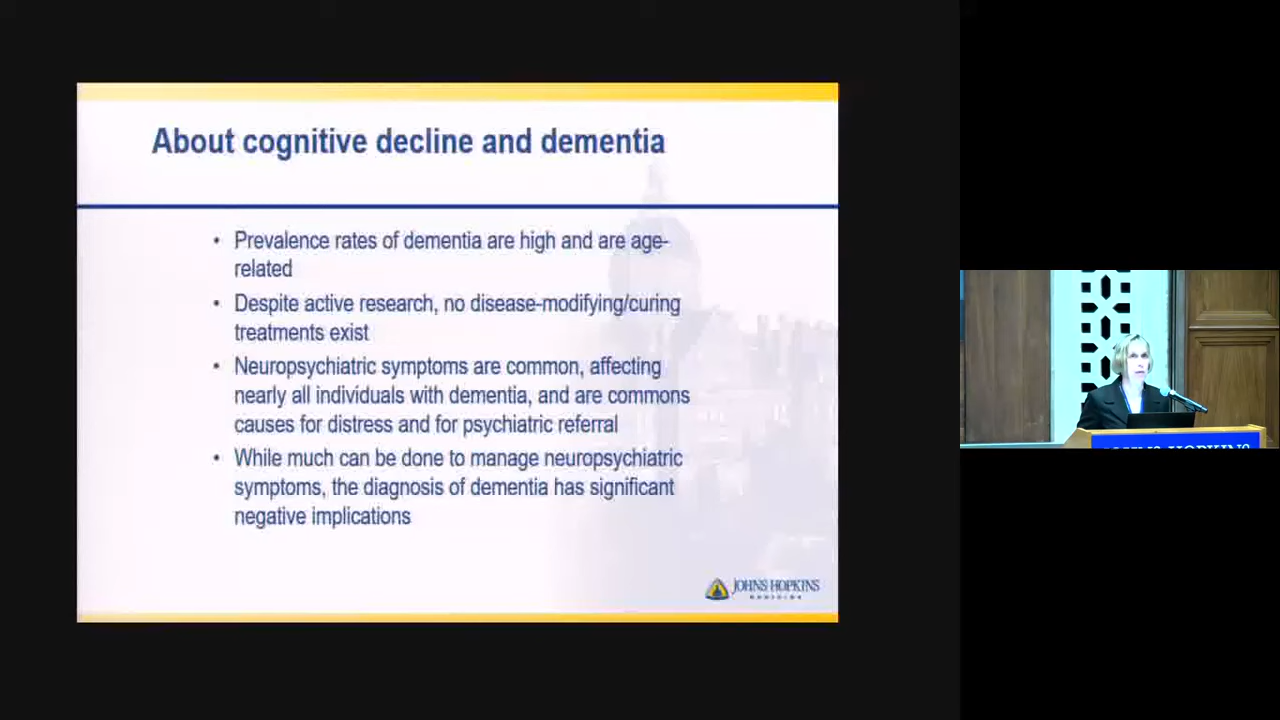 About cognitive decline and dementia
• Prevalence rates of dementia are high and are age-
related
• Despite active research, no disease-modifying/curing
treatments exist
• Neuropsychiatric symptoms are common, affecting
nearly all individuals with dementia, and are commons
causes for distress and for psychiatric referral
• While much can be done to manage neuropsychiatric
symptoms, the diagnosis of dementia has significant
negative implications
JOHNS HOPKINS
MEDICINE
JOHNS HOPKINS